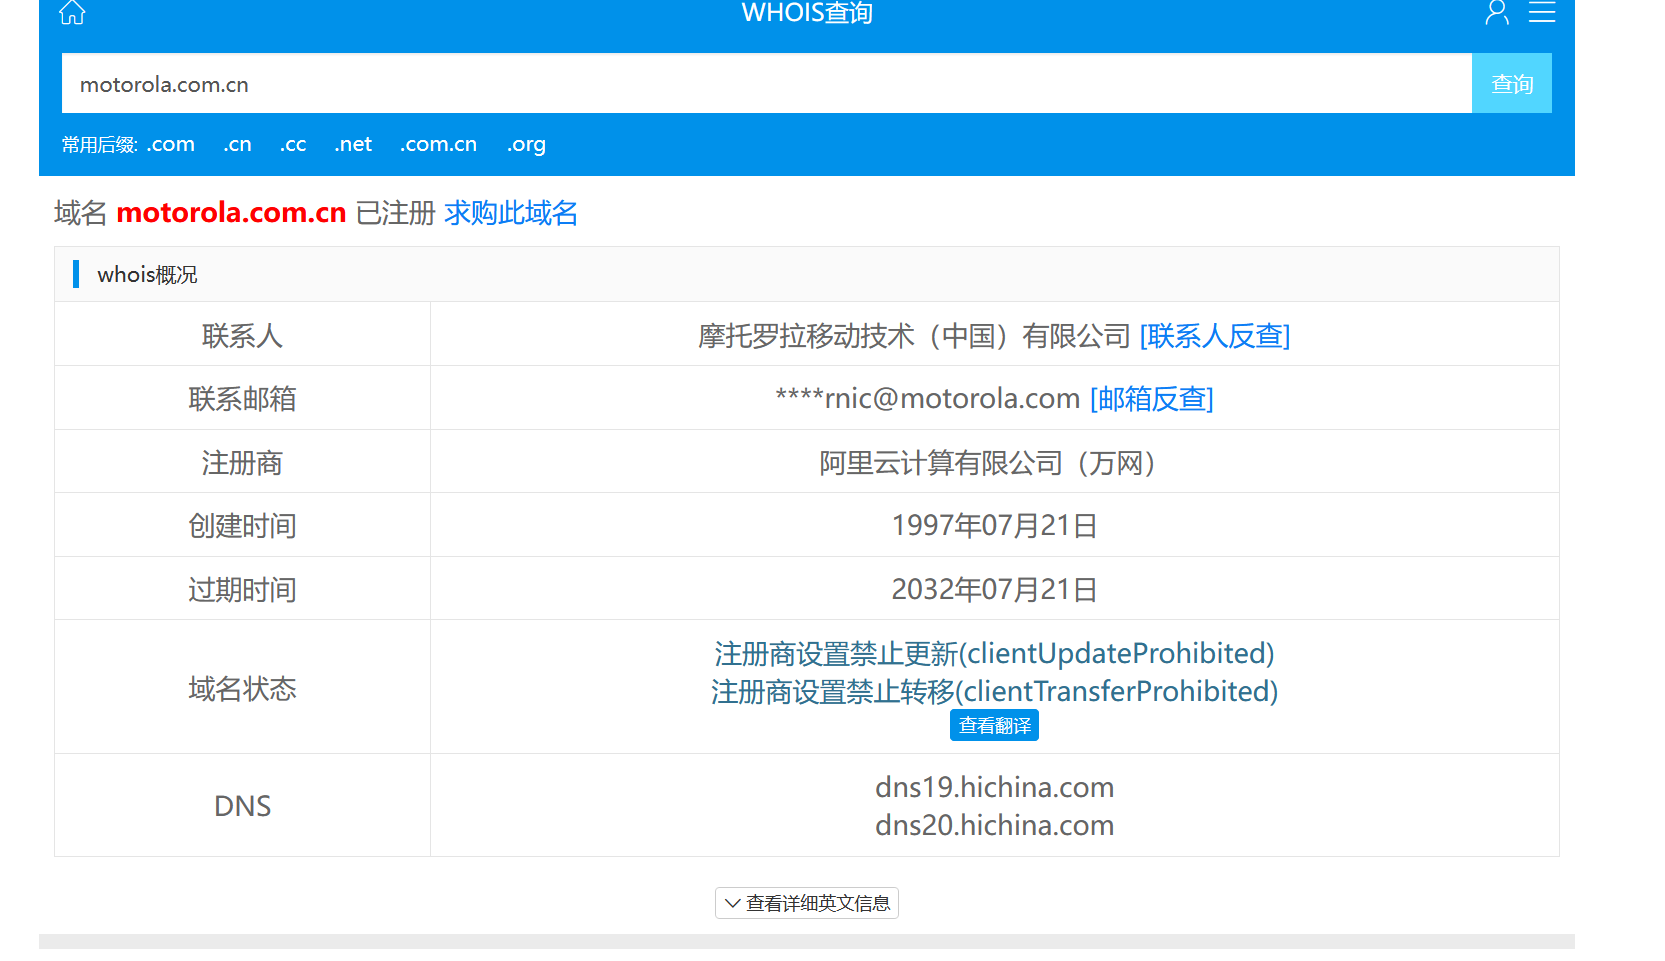 WHOIS查询
motorola.com.cn
查询
常用后缀: .com .cn .cc .net .com.cn .org
域名 motorola.com.cn 已注册 求购此域名
whois概况
联系人 摩托罗拉移动技术（中国）有限公司 [联系人反查]
联系邮箱 ****rnic@motorola.com [邮箱反查]
注册商 阿里云计算有限公司（万网）
创建时间 1997年07月21日
过期时间 2032年07月21日
域名状态
注册商设置禁止更新(clientUpdateProhibited)
注册商设置禁止转移(clientTransferProhibited)
查看翻译
DNS
dns19.hichina.com
dns20.hichina.com
查看详细英文信息